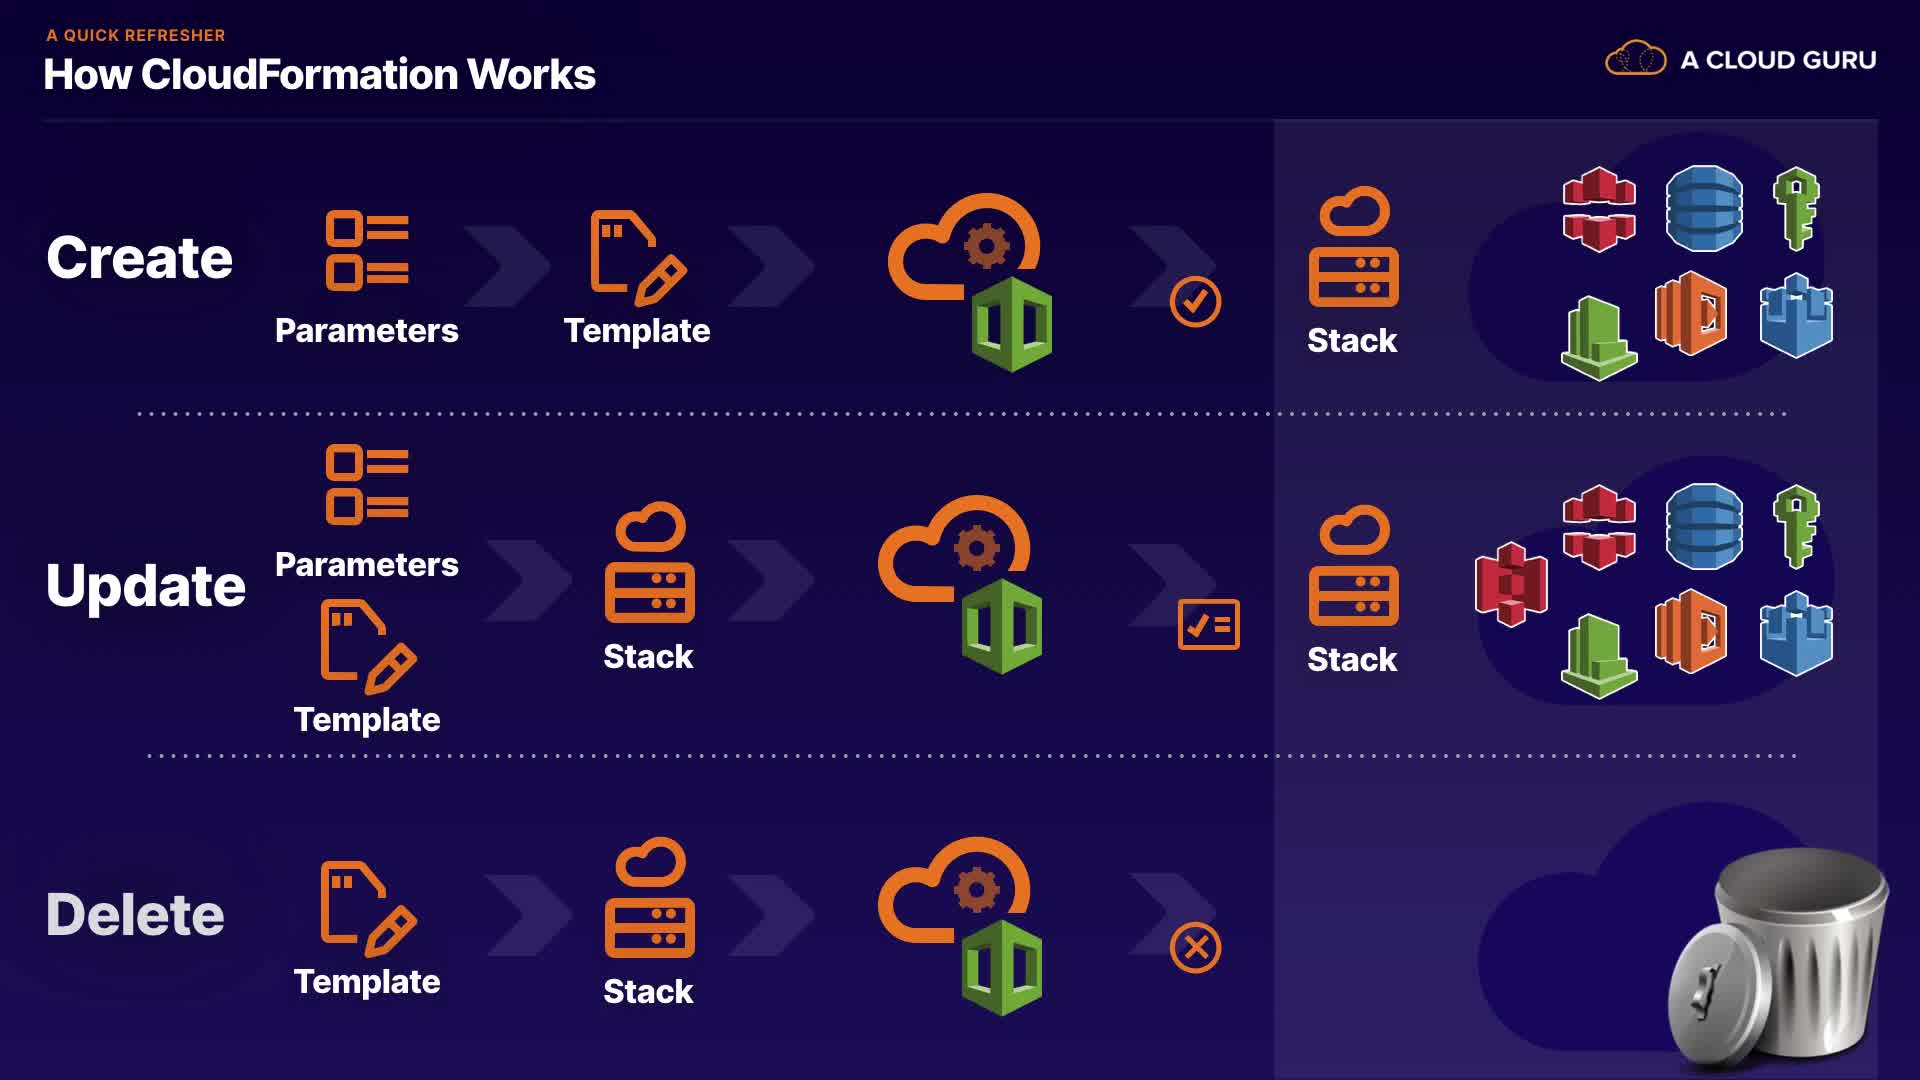 A QUICK REFRESHER
How CloudFormation Works
A CLOUD GURU
Create
Parameters
Template
Stack
Update
Parameters
Template
Stack
Stack
Delete
Template
Stack